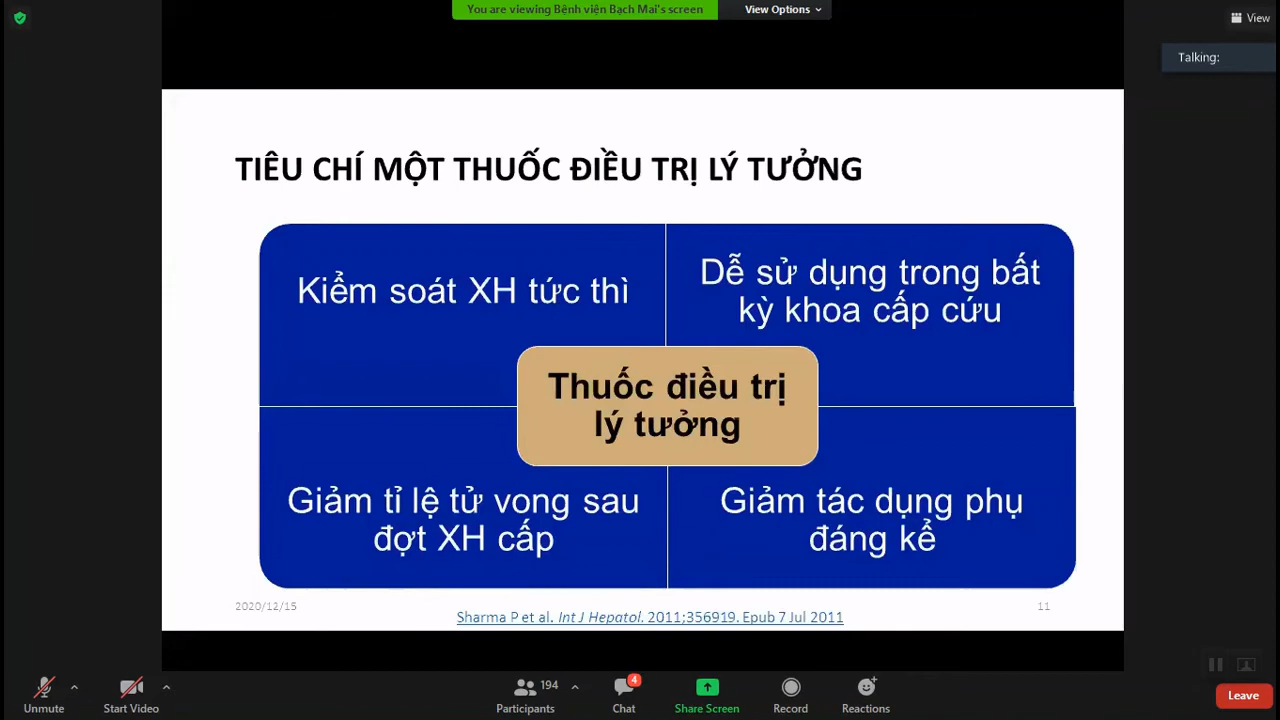 You are viewing Bệnh viện Bạch Mai's screen
View Options
View
Talking:
TIÊU CHÍ MỘT THUỐC ĐIỀU TRỊ LÝ TƯỞNG
Kiểm soát XH tức thì
Dễ sử dụng trong bất
kỳ khoa cấp cứu
Thuốc điều trị
lý tưởng
Giảm tỉ lệ tử vong sau
đợt XH cấp
Giảm tác dụng phụ
đáng kể
2020/12/15
Sharma P et al. Int J Hepatol. 2011;356919. Epub 7 Jul 2011
11
Unmute
Start Video
194
Participants
4
Chat
Share Screen
Record
Reactions
Leave